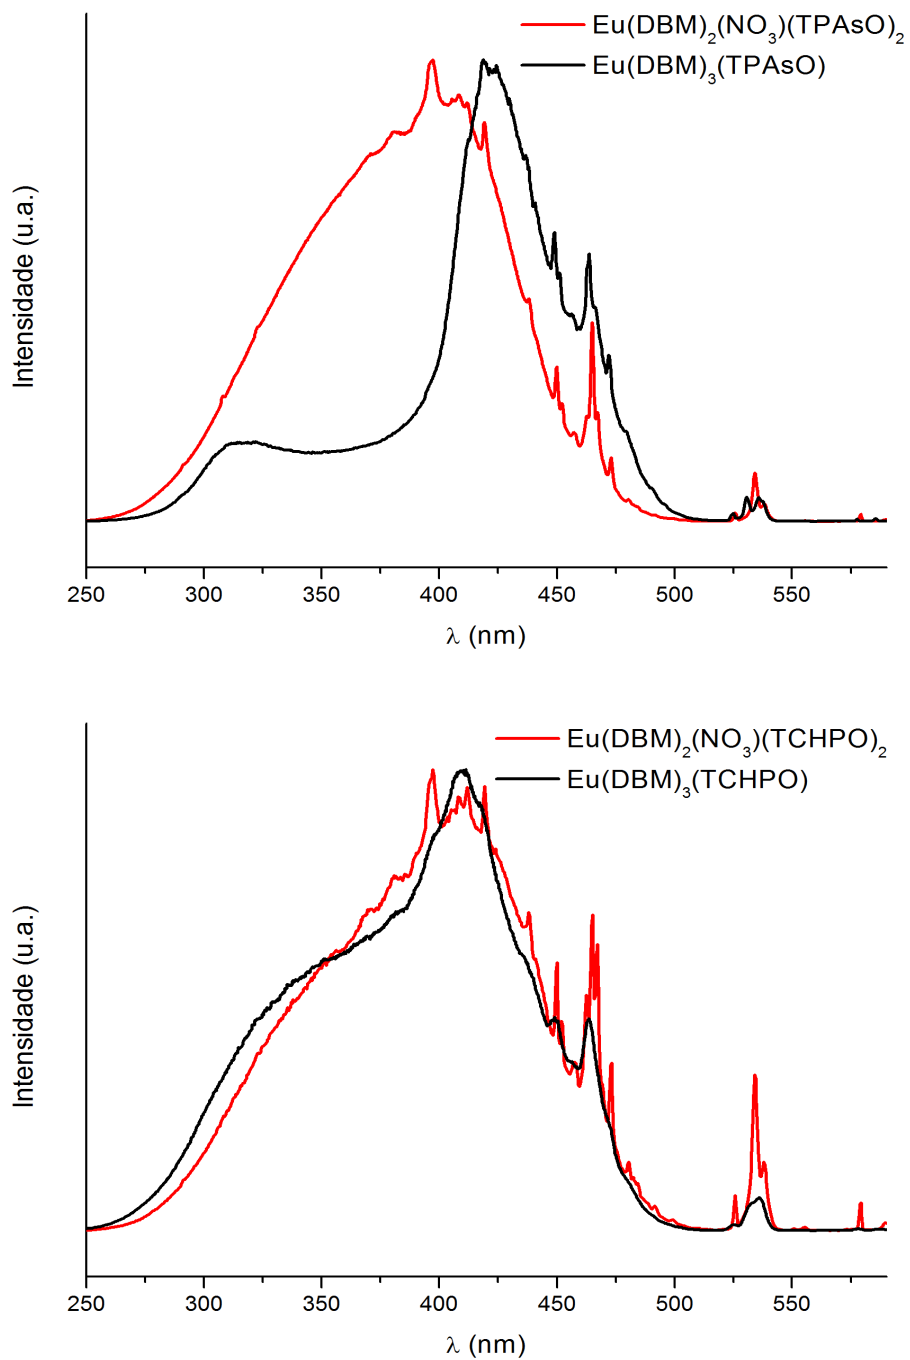 Eu(DBM)₂(NO₃)(TPAsO)₂
Eu(DBM)₃(TPAsO)
Intensidade (u.a.)
250 300 350 400 450 500 550
λ (nm)
Eu(DBM)₂(NO₃)(TCHPO)₂
Eu(DBM)₃(TCHPO)
Intensidade (u.a.)
250 300 350 400 450 500 550
λ (nm)